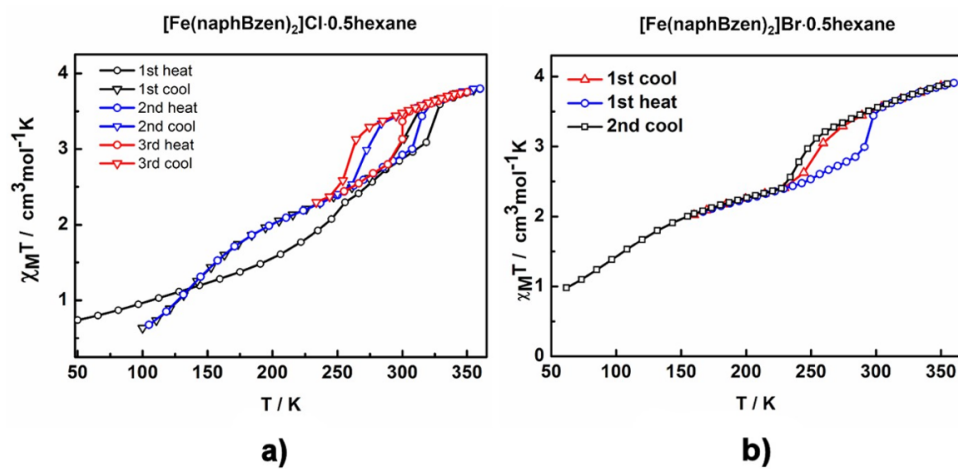 [Fe(naphBzen)₂]Cl·0.5hexane
1st heat
1st cool
2nd heat
2nd cool
3rd heat
3rd cool
χMT / cm³mol⁻¹K
4
3
2
1
50 100 150 200 250 300 350
T / K
a)
[Fe(naphBzen)₂]Br·0.5hexane
1st cool
1st heat
2nd cool
χMT / cm³mol⁻¹K
4
3
2
1
0
50 100 150 200 250 300 350
T / K
b)